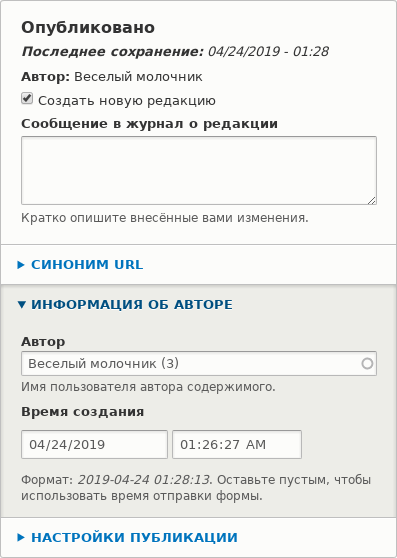 Опубликовано
Последнее сохранение: 04/24/2019 - 01:28
Автор: Веселый молочник
Создать новую редакцию
Сообщение в журнал о редакции
Кратко опишите внесённые вами изменения.
СИНОНИМ URL
ИНФОРМАЦИЯ ОБ АВТОРЕ
Автор
Веселый молочник (3)
Имя пользователя автора содержимого.
Время создания
04/24/2019 01:26:27 AM
Формат: 2019-04-24 01:28:13. Оставьте пустым, чтобы
использовать время отправки формы.
НАСТРОЙКИ ПУБЛИКАЦИИ